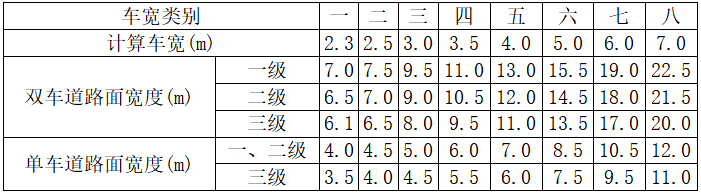 车宽类别 一 二 三 四 五 六 七 八
计算车宽(m) 2.3 2.5 3.0 3.5 4.0 5.0 6.0 7.0
双车道路面宽度(m) 一级 7.0 7.5 9.5 11.0 13.0 15.5 19.0 22.5
二级 6.5 7.0 9.0 10.5 12.0 14.5 18.0 21.5
三级 6.1 6.5 8.0 9.5 11.0 13.5 17.0 20.0
单车道路面宽度(m) 一、二级 4.0 4.5 5.0 6.0 7.0 8.5 10.5 12.0
三级 3.5 4.0 4.5 5.5 6.0 7.5 9.5 11.0